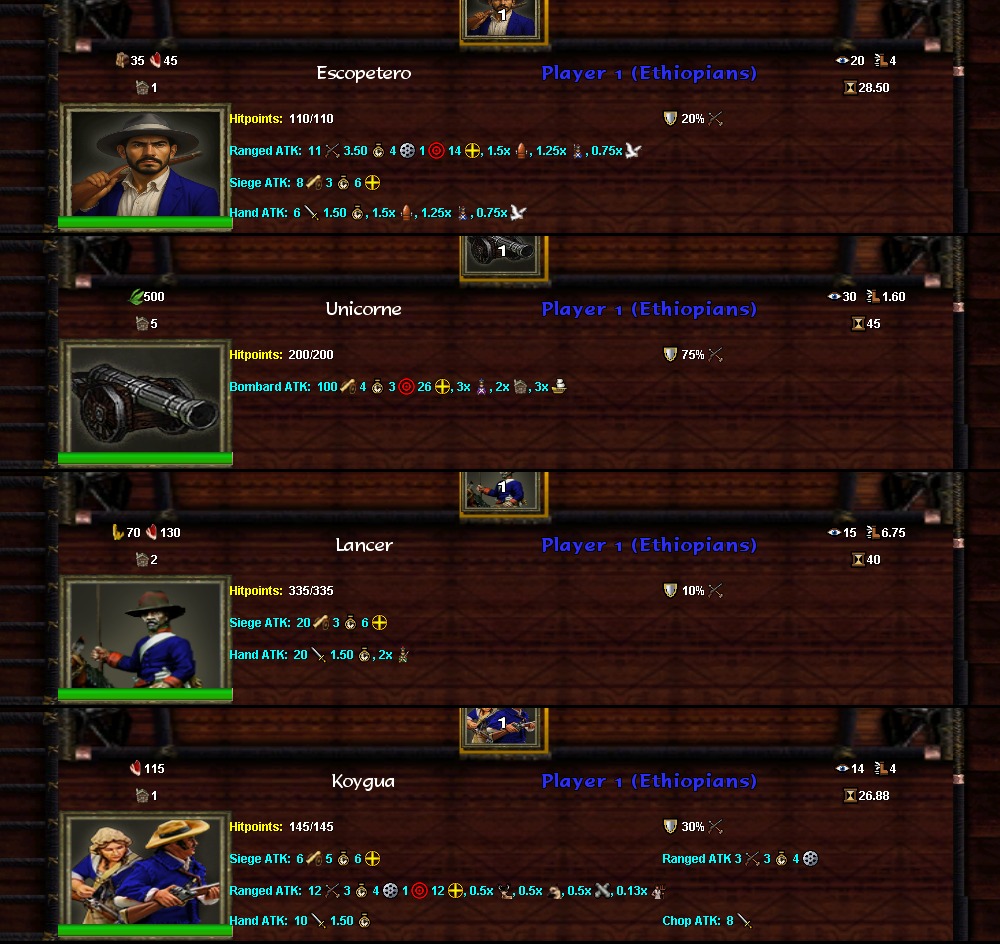 1
35 45 Escopetero Player 1 (Ethiopians) 20 4
1 28.50
Hitpoints: 110/110 20%
Ranged ATK: 11 3.50 4 1 14 , 1.5x , 1.25x , 0.75x
Siege ATK: 8 3 6
Hand ATK: 6 1.50 , 1.5x , 1.25x , 0.75x
1
500 Unicorne Player 1 (Ethiopians) 30 1.60
5 45
Hitpoints: 200/200 75%
Bombard ATK: 100 4 3 26 , 3x , 2x , 3x
1
70 130 Lancer Player 1 (Ethiopians) 15 6.75
2 40
Hitpoints: 335/335 10%
Siege ATK: 20 3 6
Hand ATK: 20 1.50 , 2x
1
115 Koygua Player 1 (Ethiopians) 14 4
1 26.88
Hitpoints: 145/145 30%
Siege ATK: 6 5 6 Ranged ATK 3 3 4
Ranged ATK: 12 3 4 1 12 , 0.5x , 0.5x , 0.5x , 0.13x
Hand ATK: 10 1.50 Chop ATK: 8